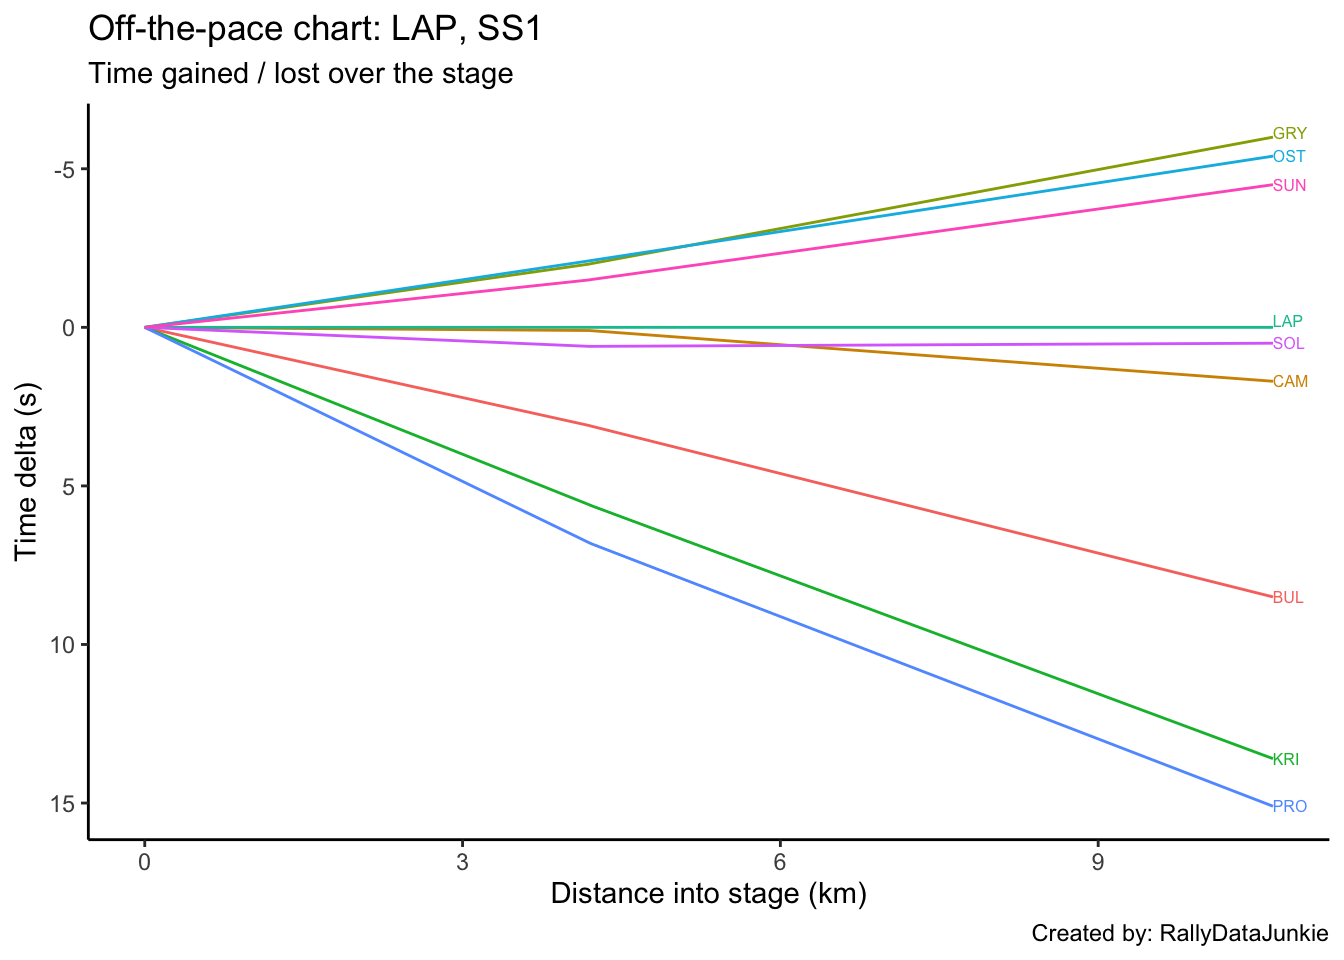 Off-the-pace chart: LAP, SS1
Time gained / lost over the stage
-5
0
5
10
15
Time delta (s)
GRY
OST
SUN
LAP
SOL
CAM
BUL
KRI
PRO
0
3
6
9
Distance into stage (km)
Created by: RallyDataJunkie